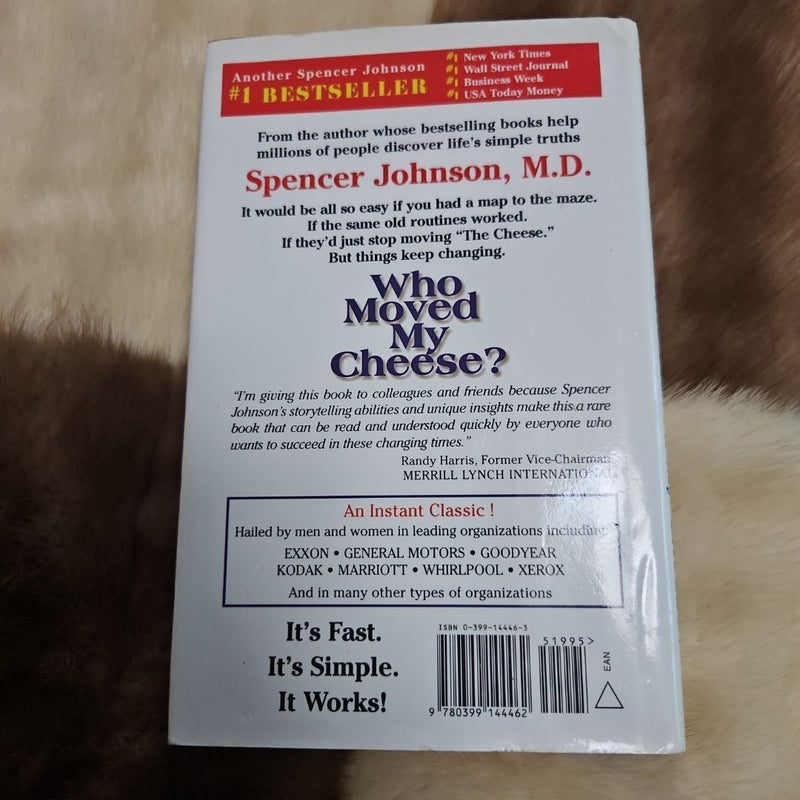 Another Spencer Johnson
#1 BESTSELLER
#1 New York Times
#1 Wall Street Journal
#1 Business Week
#1 USA Today Money
From the author whose bestselling books help
millions of people discover life's simple truths
Spencer Johnson, M.D.
It would be all so easy if you had a map to the maze.
If the same old routines worked.
If they'd just stop moving "The Cheese."
But things keep changing.
Who
Moved
My
Cheese?
"I'm giving this book to colleagues and friends because Spencer
Johnson's storytelling abilities and unique insights make this a rare
book that can be read and understood quickly by everyone who
wants to succeed in these changing times."
Randy Harris, Former Vice-Chairman,
MERRILL LYNCH INTERNATIONAL
An Instant Classic !
Hailed by men and women in leading organizations including:
EXXON • GENERAL MOTORS • GOODYEAR
KODAK • MARRIOTT • WHIRLPOOL • XEROX
And in many other types of organizations
It's Fast.
It's Simple.
It Works!
ISBN 0-399-14446-3
51995>
9 780399 144462
EAN